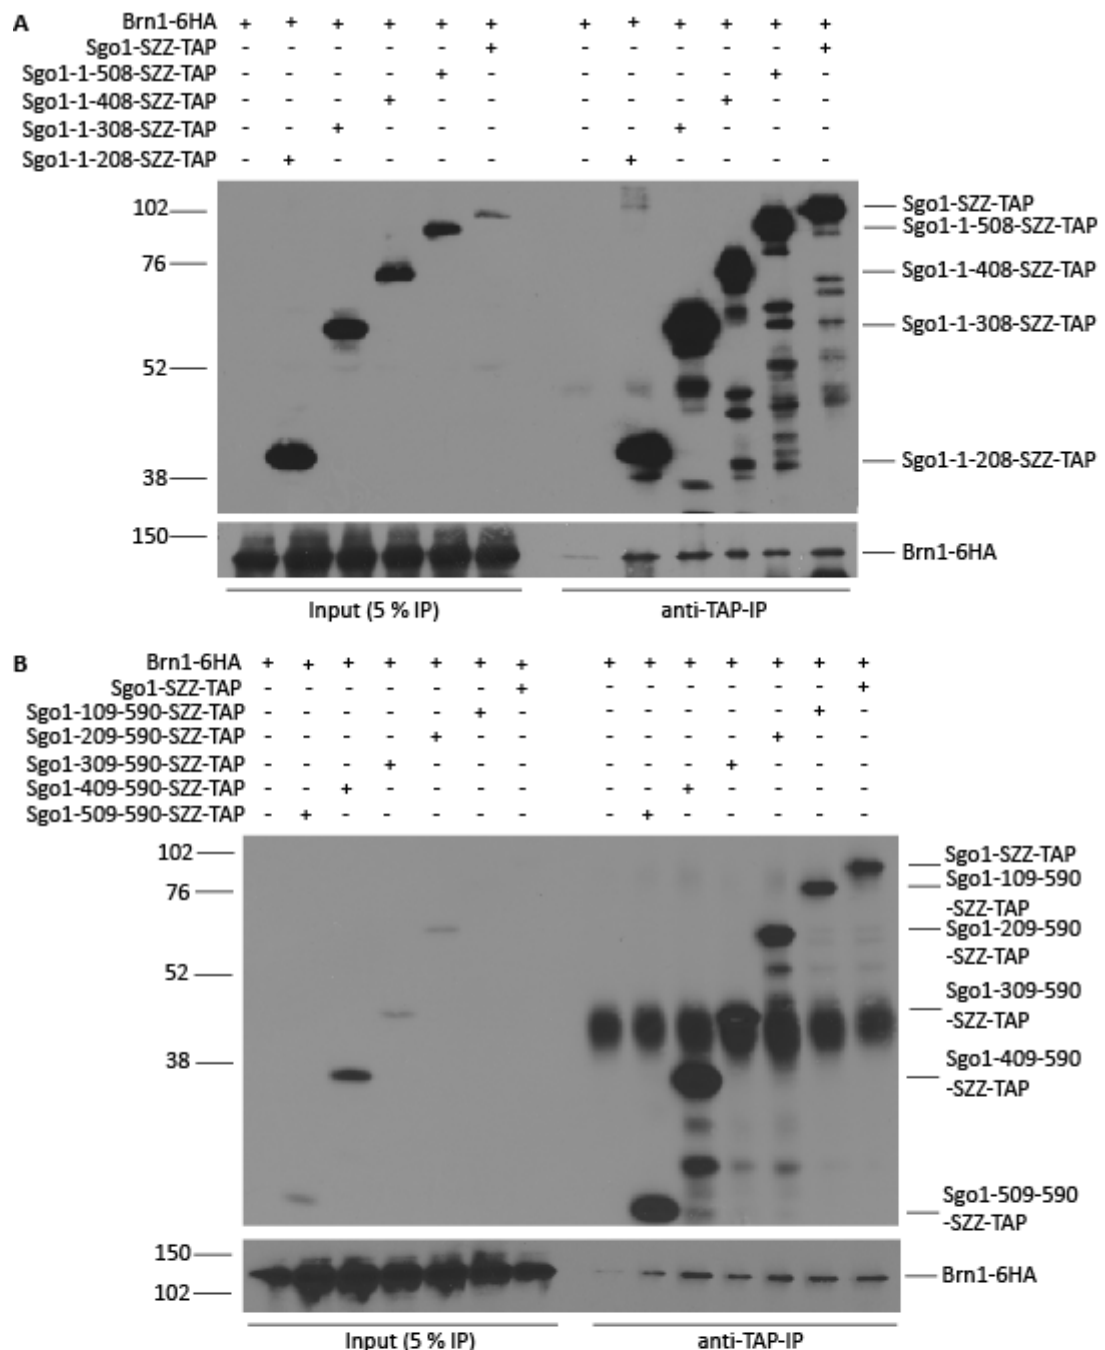 A
Brn1-6HA + + + + + + + + + + + +
Sgo1-SZZ-TAP - - - - - + - - - - - +
Sgo1-1-508-SZZ-TAP - - - - + - - - - - + -
Sgo1-1-408-SZZ-TAP - - - + - - - - - + - -
Sgo1-1-308-SZZ-TAP - - + - - - - - + - - -
Sgo1-1-208-SZZ-TAP - + - - - - - + - - - -
102
76
52
38
Sgo1-SZZ-TAP
Sgo1-1-508-SZZ-TAP
Sgo1-1-408-SZZ-TAP
Sgo1-1-308-SZZ-TAP
Sgo1-1-208-SZZ-TAP
150
Brn1-6HA
Input (5 % IP)
anti-TAP-IP
B
Brn1-6HA + + + + + + + + + + + + + +
Sgo1-SZZ-TAP - - - - - - + - - - - - - +
Sgo1-109-590-SZZ-TAP - - - - - + - - - - - - + -
Sgo1-209-590-SZZ-TAP - - - - + - - - - - - + - -
Sgo1-309-590-SZZ-TAP - - - + - - - - - - + - - -
Sgo1-409-590-SZZ-TAP - - + - - - - - - + - - - -
Sgo1-509-590-SZZ-TAP - + - - - - - - + - - - - -
102
76
52
38
Sgo1-SZZ-TAP
Sgo1-109-590
-SZZ-TAP
Sgo1-209-590
-SZZ-TAP
Sgo1-309-590
-SZZ-TAP
Sgo1-409-590
-SZZ-TAP
Sgo1-509-590
-SZZ-TAP
150
102
Brn1-6HA
Input (5 % IP)
anti-TAP-IP